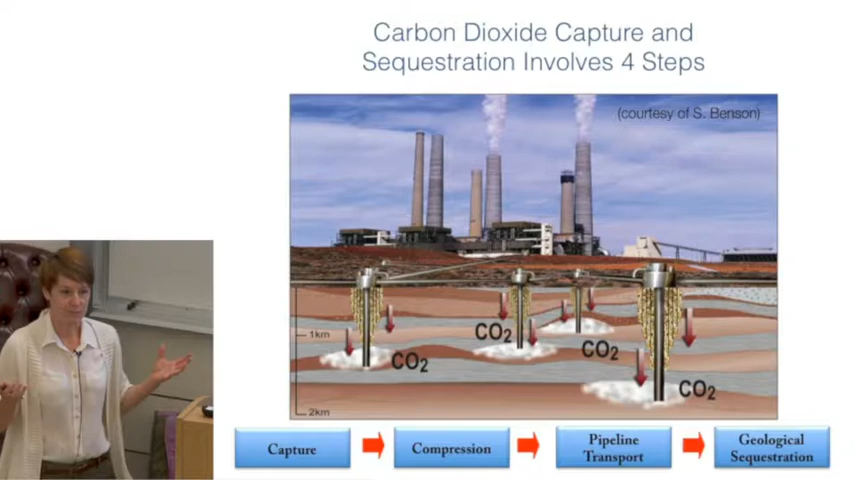 Carbon Dioxide Capture and
Sequestration Involves 4 Steps
(courtesy of S. Benson)
1km
CO2
CO2
CO2
CO2
2km
Capture
Compression
Pipeline
Transport
Geological
Sequestration